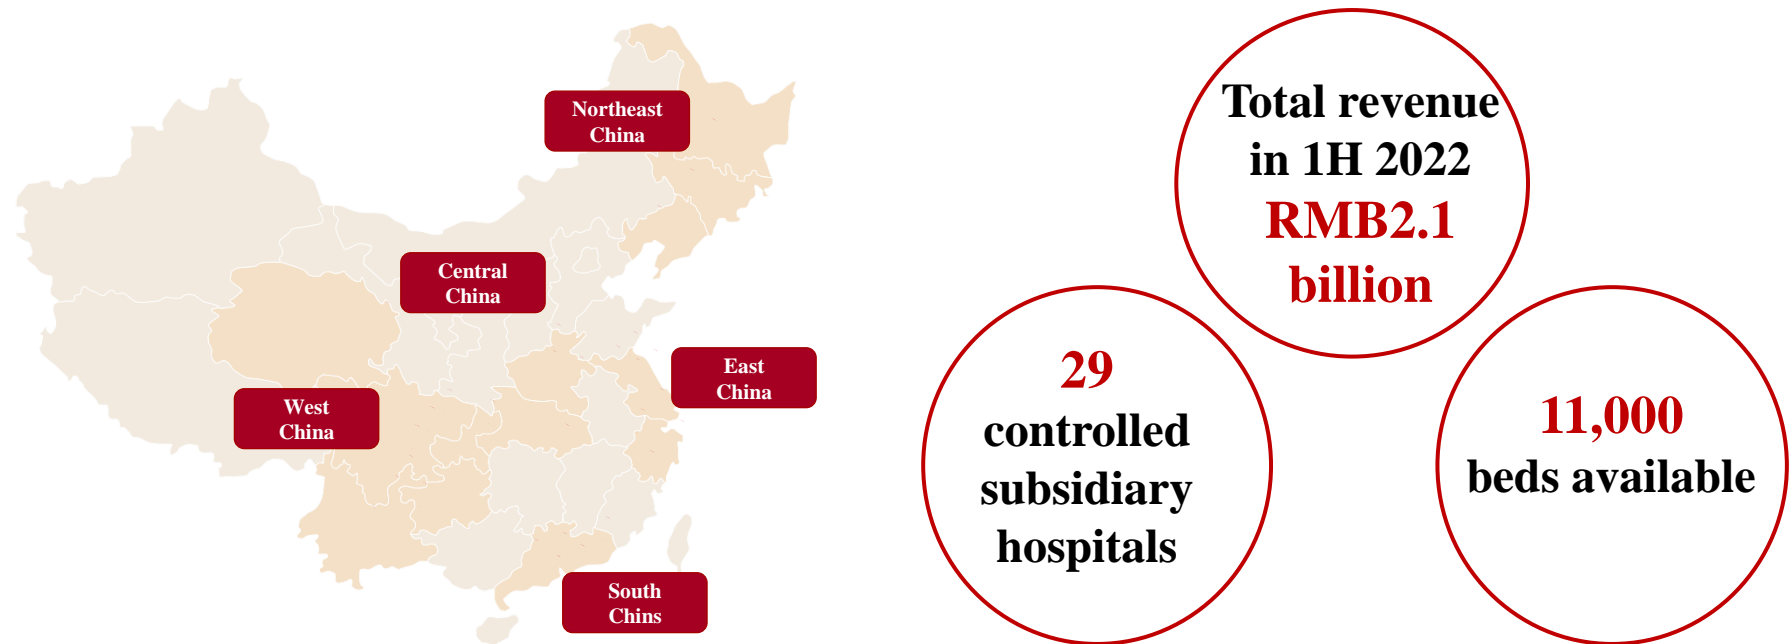 Northeast
China
Central
China
East
China
West
China
South
Chins
Total revenue
in 1H 2022
RMB2.1
billion
29
controlled
subsidiary
hospitals
11,000
beds available